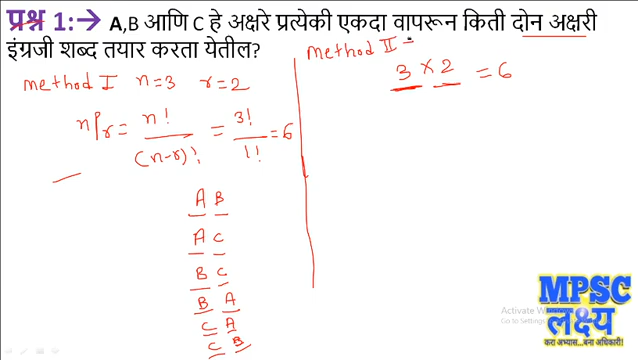 प्रश्न 1:→ A,B आणि C हे अक्षरे प्रत्येकी एकदा वापरून किती दोन अक्षरी
इंग्रजी शब्द तयार करता येतील?
method I n=3 r=2
nPr = n!/(n-r)! = 3!/1! = 6
A B
A C
B C
B A
C A
C B
method II -
3 × 2 = 6
MPSC
लक्ष्य
करा अभ्यास...बना अधिकारी!
Activate Windows
Go to Settings